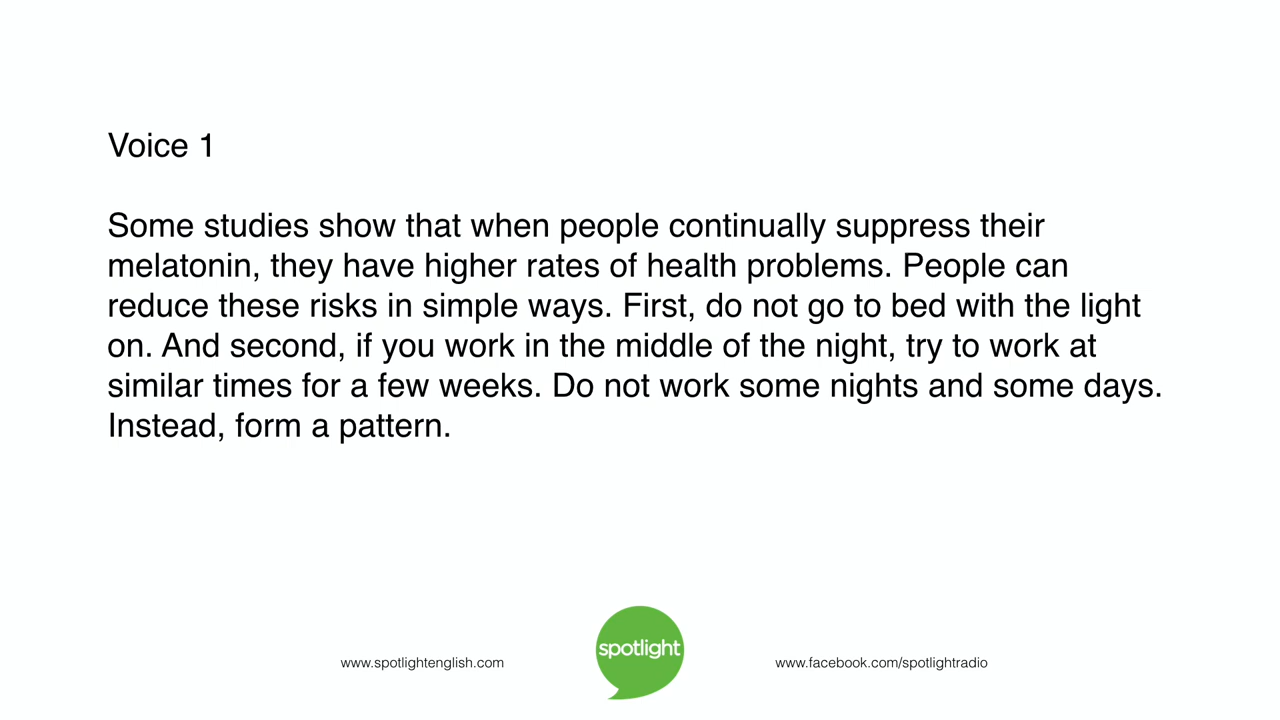 Voice 1
Some studies show that when people continually suppress their
melatonin, they have higher rates of health problems. People can
reduce these risks in simple ways. First, do not go to bed with the light
on. And second, if you work in the middle of the night, try to work at
similar times for a few weeks. Do not work some nights and some days.
Instead, form a pattern.
www.spotlightenglish.com
spotlight
www.facebook.com/spotlightradio